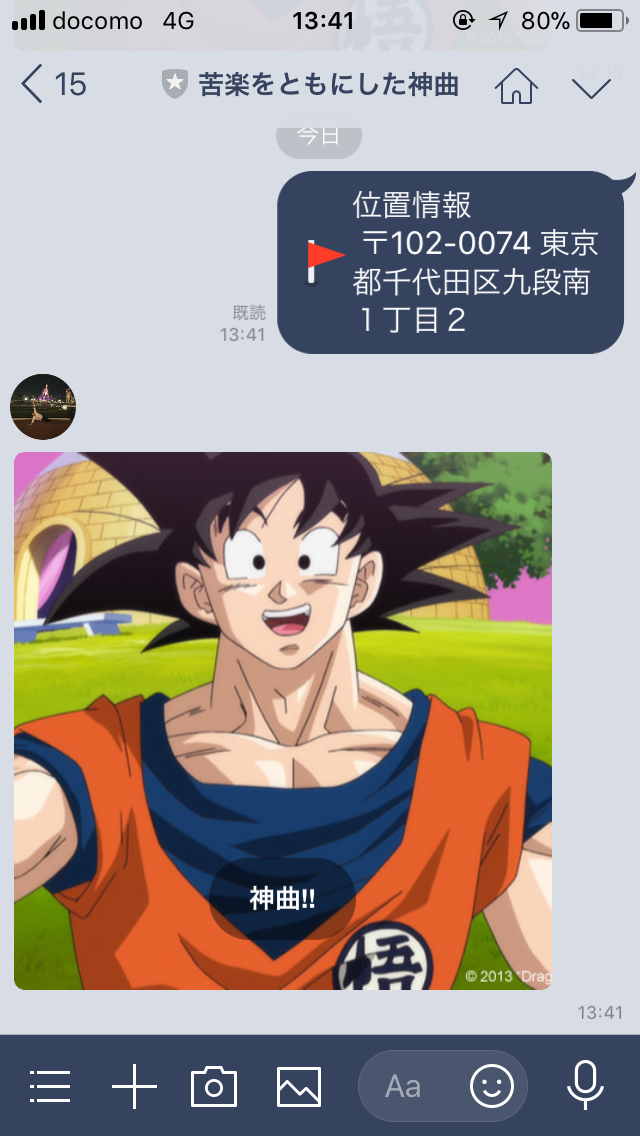 docomo 4G 13:41 80%
15 苦楽をともにした神曲
今日
位置情報
〒102-0074 東京
都千代田区九段南
１丁目２
既読
13:41
神曲!!
悟
© 2013 "Drag
13:41
Aa